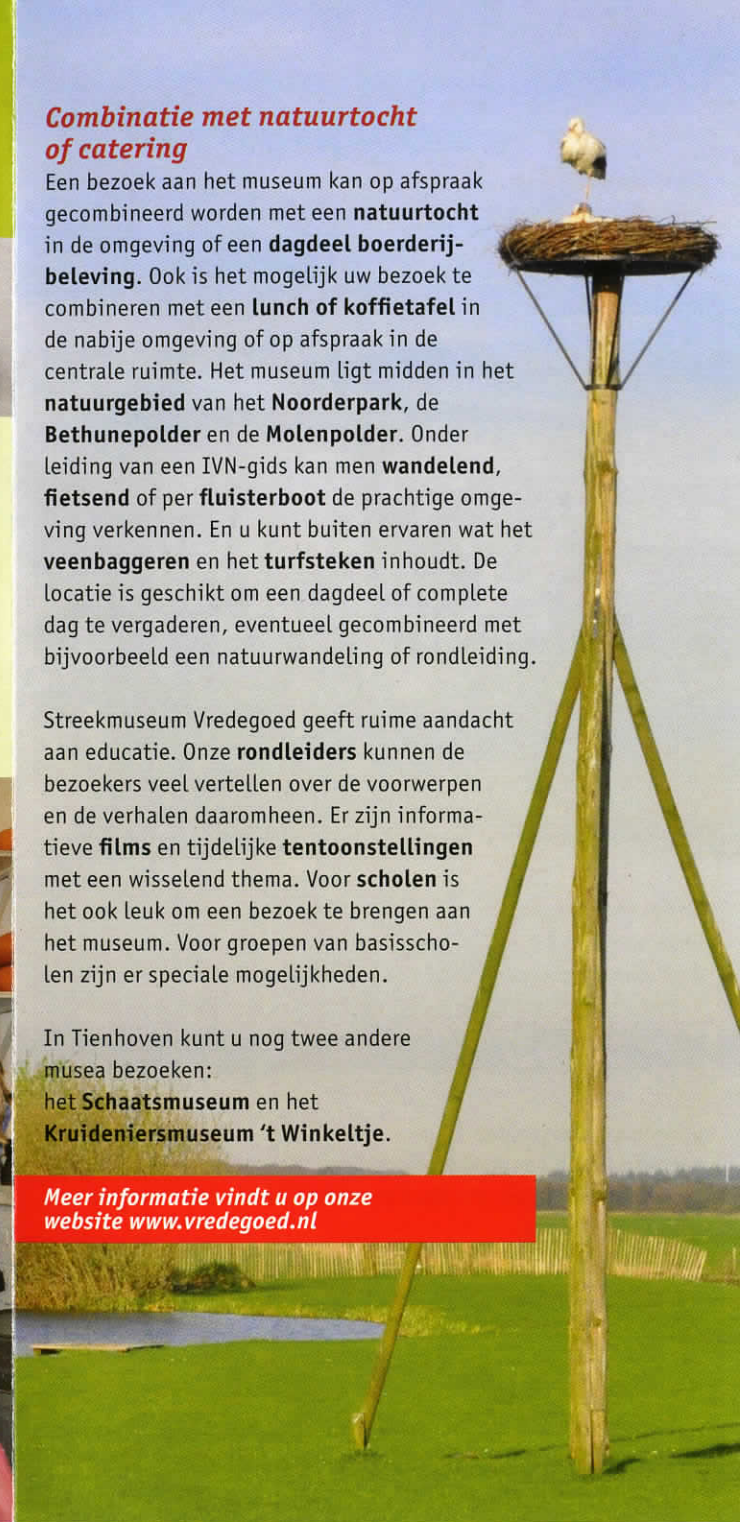 Combinatie met natuurtocht
of catering
Een bezoek aan het museum kan op afspraak
gecombineerd worden met een natuurtocht
in de omgeving of een dagdeel boerderij-
beleving. Ook is het mogelijk uw bezoek te
combineren met een lunch of koffietafel in
de nabije omgeving of op afspraak in de
centrale ruimte. Het museum ligt midden in het
natuurgebied van het Noorderpark, de
Bethunepolder en de Molenpolder. Onder
leiding van een IVN-gids kan men wandelend,
fietsend of per fluisterboot de prachtige omge-
ving verkennen. En u kunt buiten ervaren wat het
veenbaggeren en het turfsteken inhoudt. De
locatie is geschikt om een dagdeel of complete
dag te vergaderen, eventueel gecombineerd met
bijvoorbeeld een natuurwandeling of rondleiding.

Streekmuseum Vredegoed geeft ruime aandacht
aan educatie. Onze rondleiders kunnen de
bezoekers veel vertellen over de voorwerpen
en de verhalen daaromheen. Er zijn informa-
tieve films en tijdelijke tentoonstellingen
met een wisselend thema. Voor scholen is
het ook leuk om een bezoek te brengen aan
het museum. Voor groepen van basisscho-
len zijn er speciale mogelijkheden.

In Tienhoven kunt u nog twee andere
musea bezoeken:
het Schaatsmuseum en het
Kruideniersmuseum ‘t Winkeltje.

Meer informatie vindt u op onze
website www.vredegoed.nl